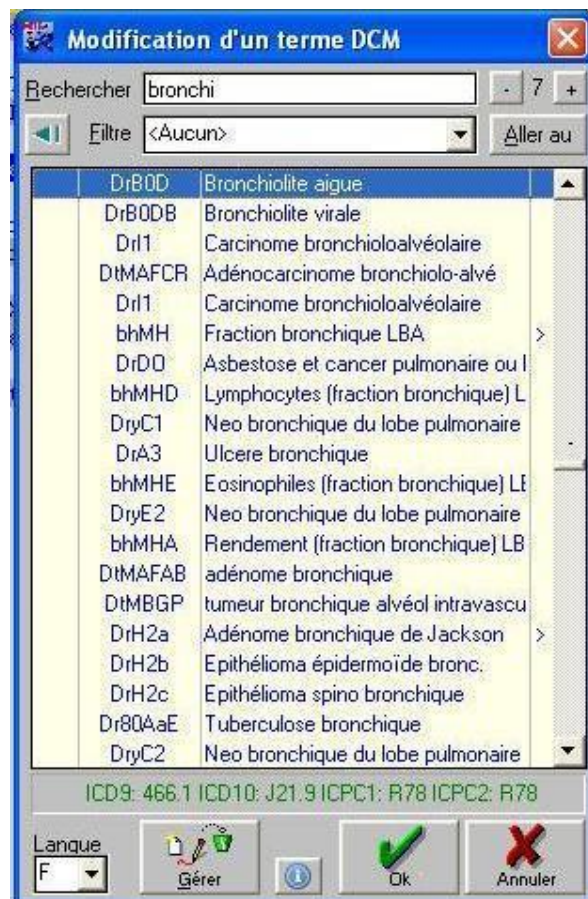 Modification d'un terme DCM
Rechercher bronchi - 7 +
Filtre <Aucun> Aller au
DrB0D Bronchiolite aigue
DrB0DB Bronchiolite virale
DrI1 Carcinome bronchioloalvéolaire
DtMAFCR Adénocarcinome bronchiolo-alvé
DrI1 Carcinome bronchioloalvéolaire
bhMH Fraction bronchique LBA >
DrD0 Asbestose et cancer pulmonaire ou l
bhMHD Lymphocytes (fraction bronchique) L
DryC1 Neo bronchique du lobe pulmonaire
DrA3 Ulcere bronchique
bhMHE Eosinophiles (fraction bronchique) LE
DryE2 Neo bronchique du lobe pulmonaire
bhMHA Rendement (fraction bronchique) LB
DtMAFAB adénome bronchique
DtMBGP tumeur bronchique alvéol intravascu
DrH2a Adénome bronchique de Jackson >
DrH2b Epithélioma épidermoïde bronc.
DrH2c Epithélioma spino bronchique
Dr80AaE Tuberculose bronchique
DryC2 Neo bronchique du lobe pulmonaire
ICD9: 466.1 ICD10: J21.9 ICPC1: R78 ICPC2: R78
Langue
F Gérer Ok Annuler